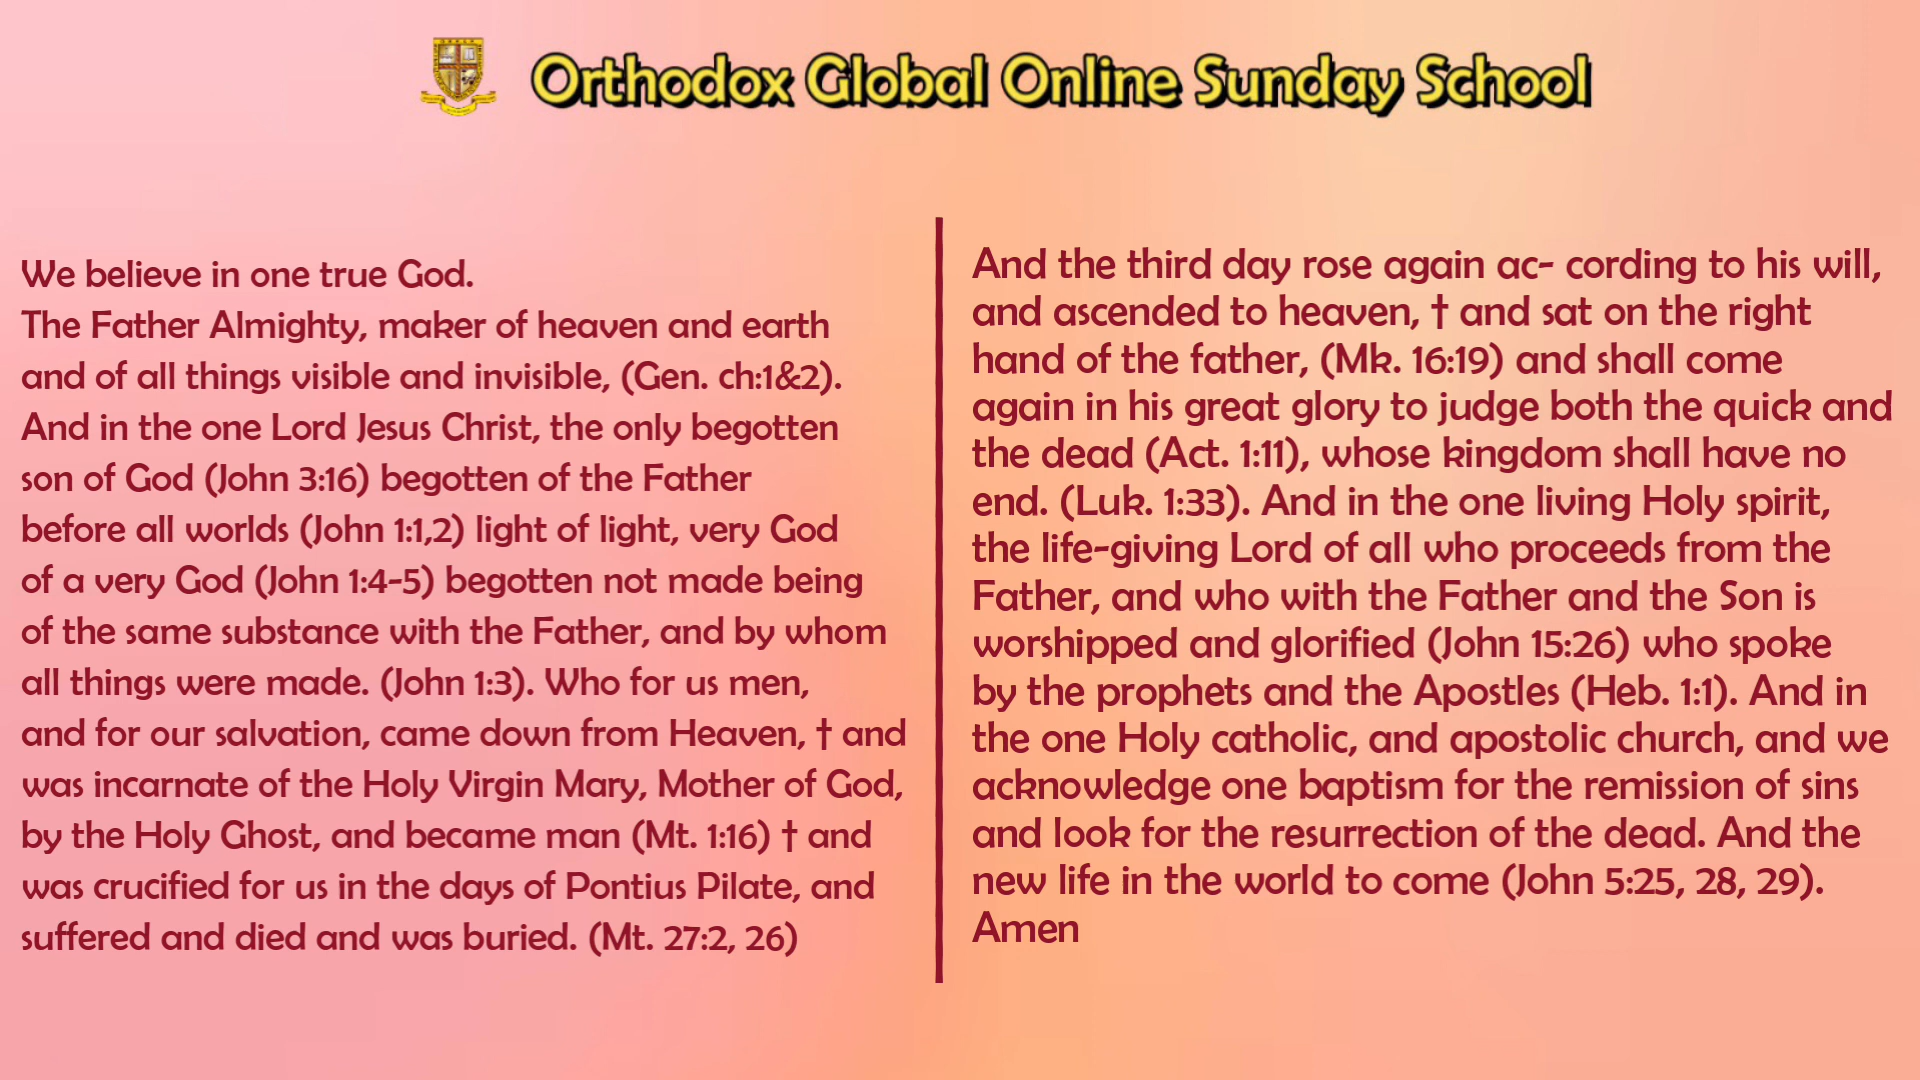 Orthodox Global Online Sunday School
We believe in one true God.
The Father Almighty, maker of heaven and earth
and of all things visible and invisible, (Gen. ch:1&2).
And in the one Lord Jesus Christ, the only begotten
son of God (John 3:16) begotten of the Father
before all worlds (John 1:1,2) light of light, very God
of a very God (John 1:4-5) begotten not made being
of the same substance with the Father, and by whom
all things were made. (John 1:3). Who for us men,
and for our salvation, came down from Heaven, † and
was incarnate of the Holy Virgin Mary, Mother of God,
by the Holy Ghost, and became man (Mt. 1:16) † and
was crucified for us in the days of Pontius Pilate, and
suffered and died and was buried. (Mt. 27:2, 26)
And the third day rose again ac- cording to his will,
and ascended to heaven, † and sat on the right
hand of the father, (Mk. 16:19) and shall come
again in his great glory to judge both the quick and
the dead (Act. 1:11), whose kingdom shall have no
end. (Luk. 1:33). And in the one living Holy spirit,
the life-giving Lord of all who proceeds from the
Father, and who with the Father and the Son is
worshipped and glorified (John 15:26) who spoke
by the prophets and the Apostles (Heb. 1:1). And in
the one Holy catholic, and apostolic church, and we
acknowledge one baptism for the remission of sins
and look for the resurrection of the dead. And the
new life in the world to come (John 5:25, 28, 29).
Amen